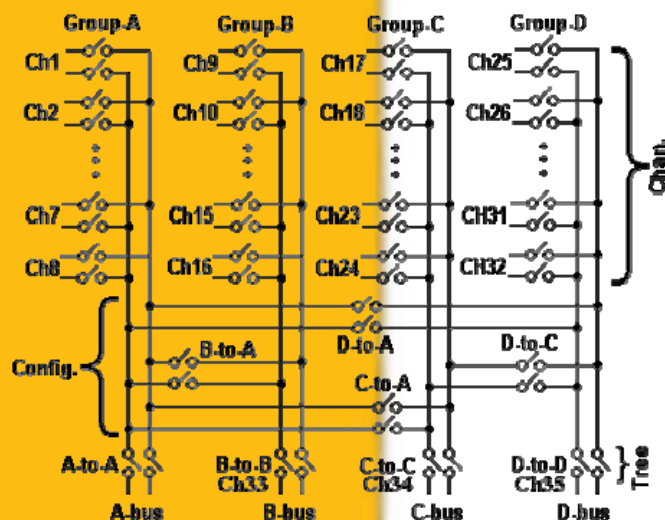 Group-A Group-B Group-C Group-D
Ch1 Ch9 Ch17 Ch25
Ch2 Ch10 Ch18 Ch26
Chan.
Ch7 Ch15 Ch23 CH31
Ch8 Ch16 Ch24 CH32
B-to-A D-to-A D-to-C
Config.
C-to-A
A-to-A B-to-B C-to-C D-to-D
Ch33 Ch34 Ch35
Tree
A-bus B-bus C-bus D-bus